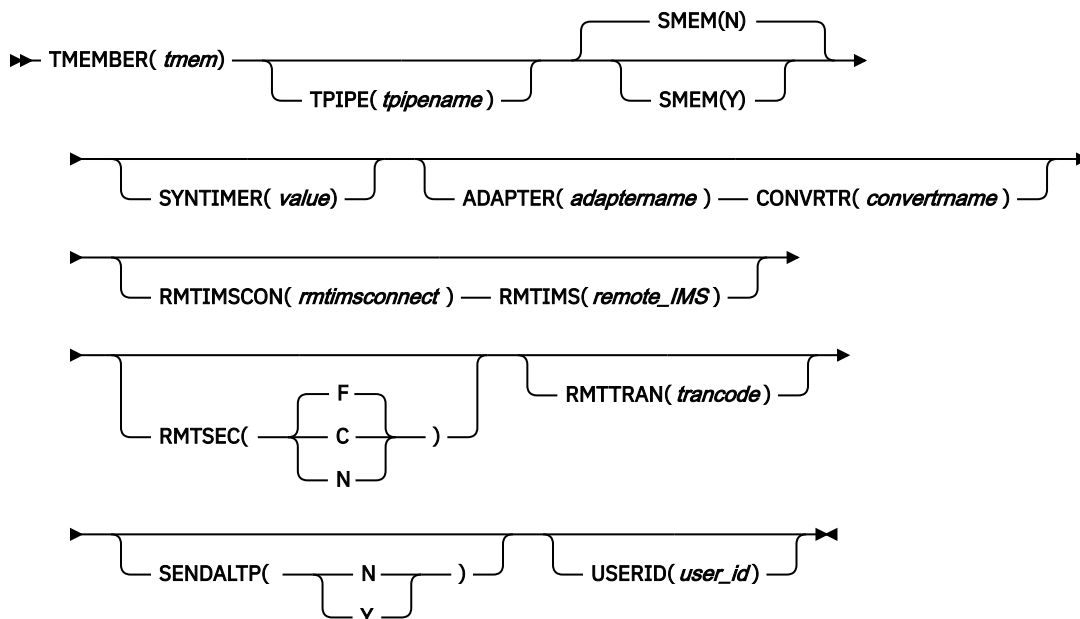 SMEM(N)
TMEMBER( tmem)
TPIPE( tpipename )
SMEM(Y)
SYNTIMER( value)
ADAPTER( adaptername ) CONVRTR( convertrname )
RMTIMSCON( rmtimsconnect ) RMTIMS( remote_IMS)
F
RMTTRAN( trancode)
RMTSEC( C )
N
SENDALTP( N ) USERID( user_id)
Y